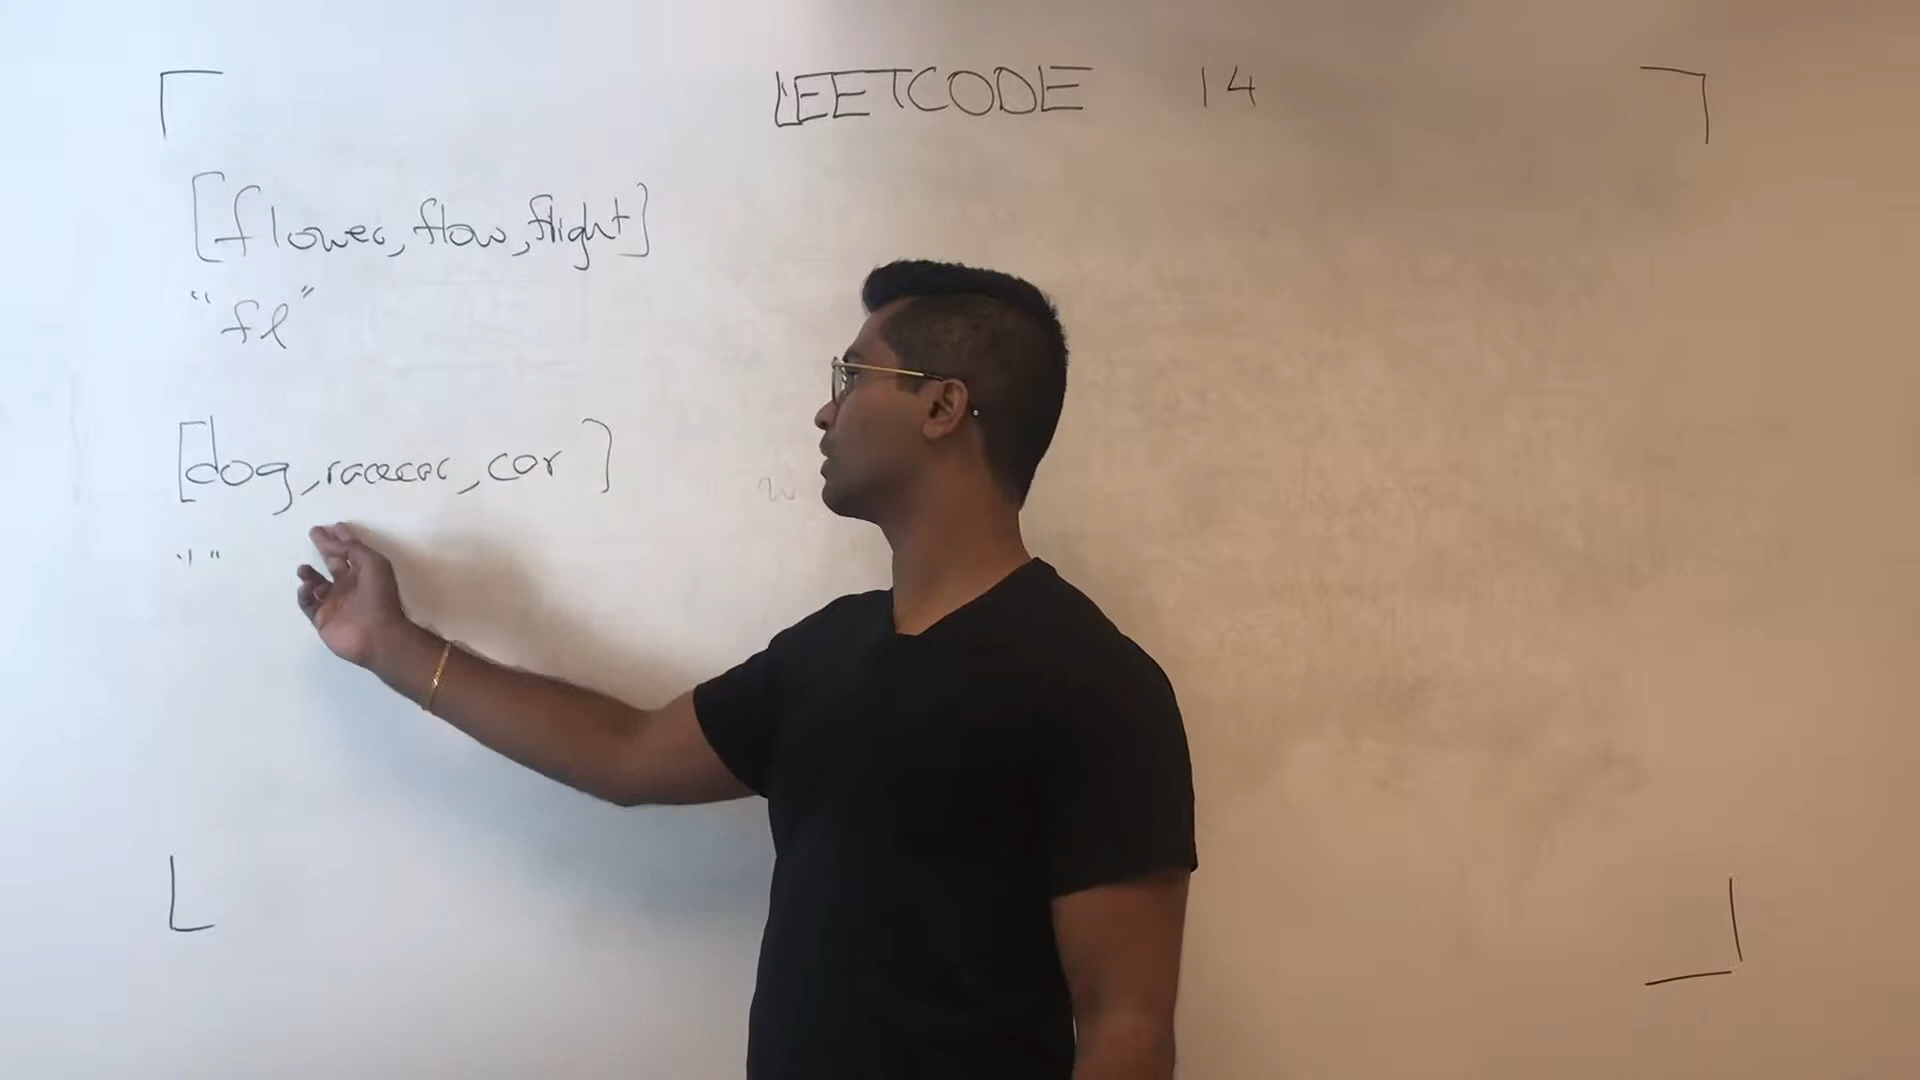 LEETCODE 14
[flower, flow, flight]
"fl"
[dog, racecar, car]
" "